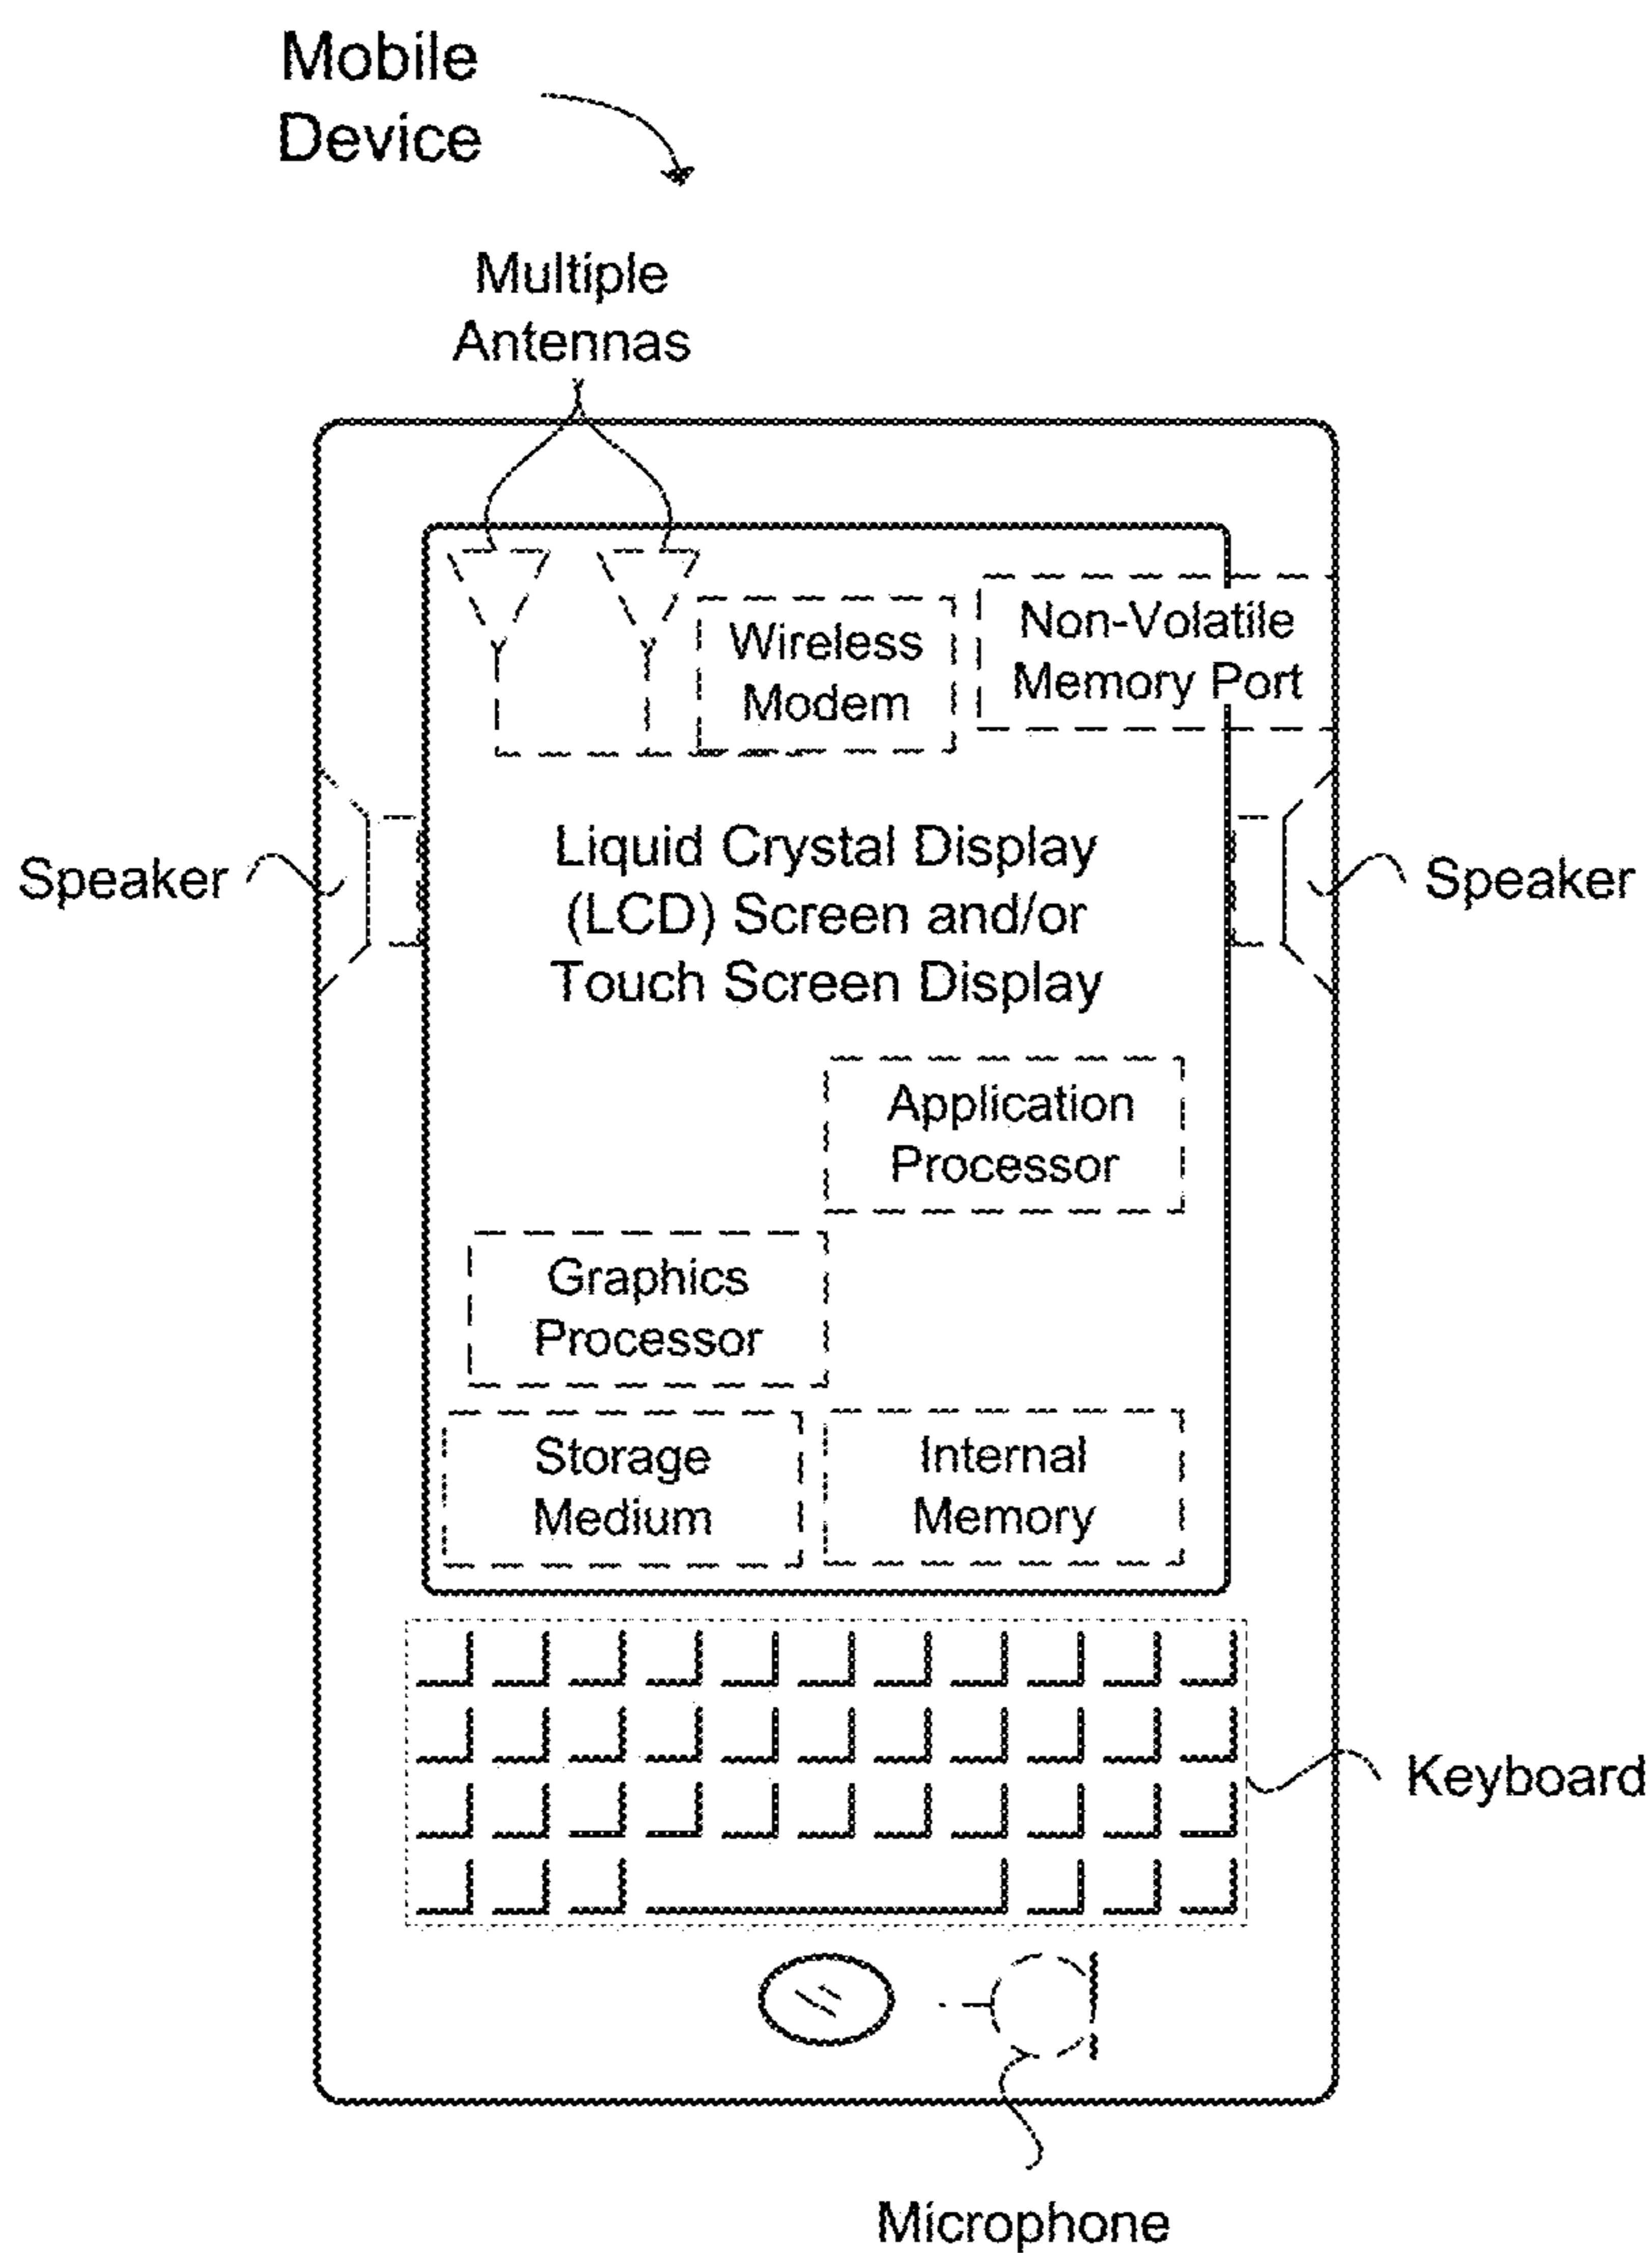 Mobile
Device
Multiple
Antennas
Wireless
Modem
Non-Volatile
Memory Port
Speaker
Liquid Crystal Display
(LCD) Screen and/or
Touch Screen Display
Speaker
Application
Processor
Graphics
Processor
Storage
Medium
Internal
Memory
Keyboard
Microphone